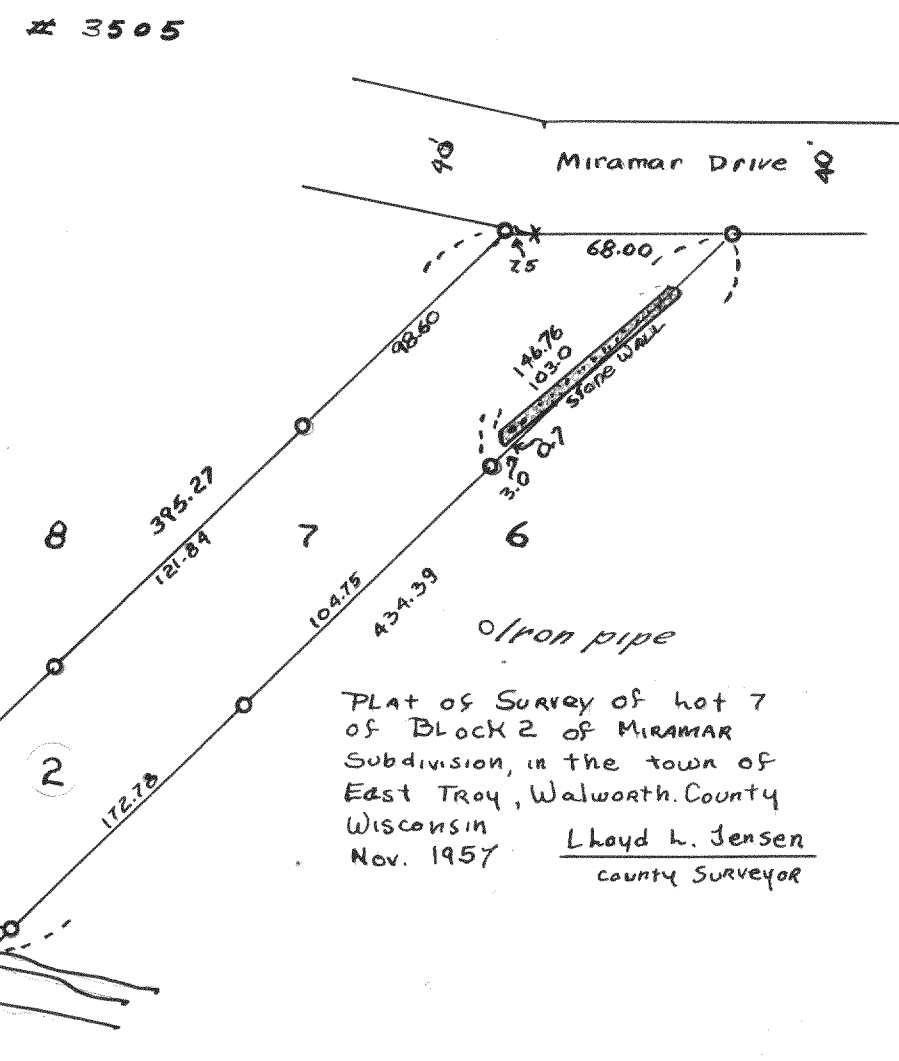 # 3505
40'
Miramar Drive
40'
7.5
68.00
98.60
146.76
103.0
Stone Wall
0.7
3.0
395.27
121.84
8
7
6
104.75
434.39
Iron pipe
Plat of Survey of Lot 7
of Block 2 of Miramar
Subdivision, in the town of
East Troy, Walworth County
Wisconsin
Nov. 1957
Lloyd L. Jensen
County Surveyor
2
172.78